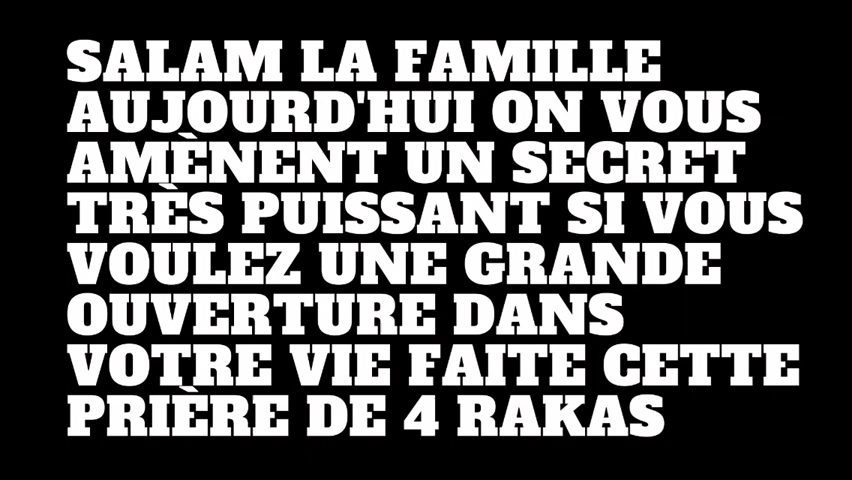 SALAM LA FAMILLE
AUJOURD'HUI ON VOUS
AMÈNENT UN SECRET
TRÈS PUISSANT SI VOUS
VOULEZ UNE GRANDE
OUVERTURE DANS
VOTRE VIE FAITE CETTE
PRIÈRE DE 4 RAKAS